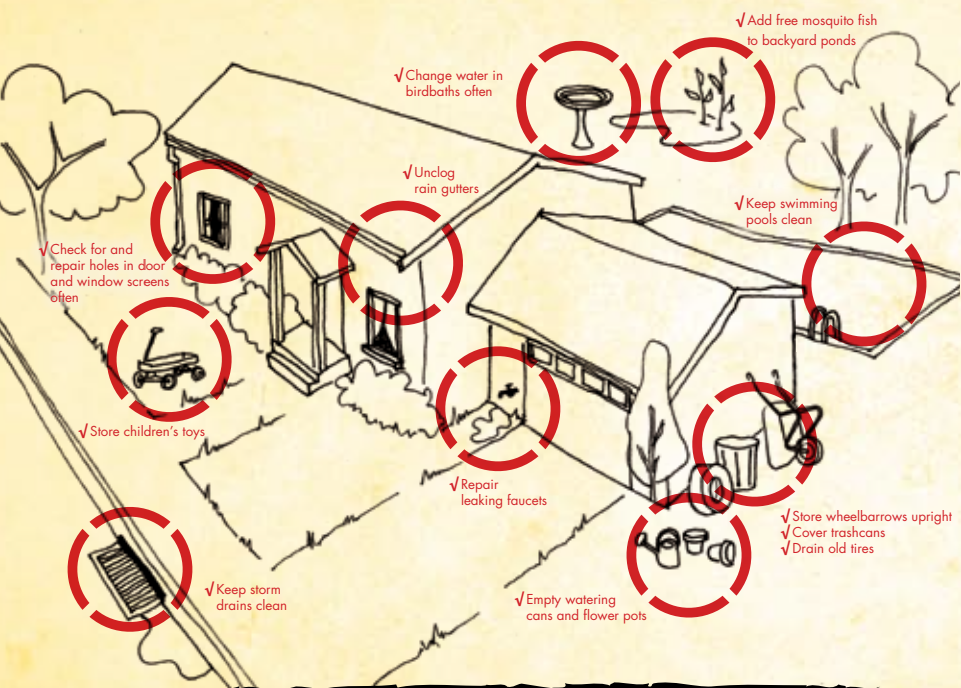 √ Add free mosquito fish
to backyard ponds
√ Change water in
birdbaths often
√ Unclog
rain gutters
√ Keep swimming
pools clean
√ Check for and
repair holes in door
and window screens
often
√ Store children's toys
√ Repair
leaking faucets
√ Store wheelbarrows upright
√ Cover trashcans
√ Drain old tires
√ Keep storm
drains clean
√ Empty watering
cans and flower pots